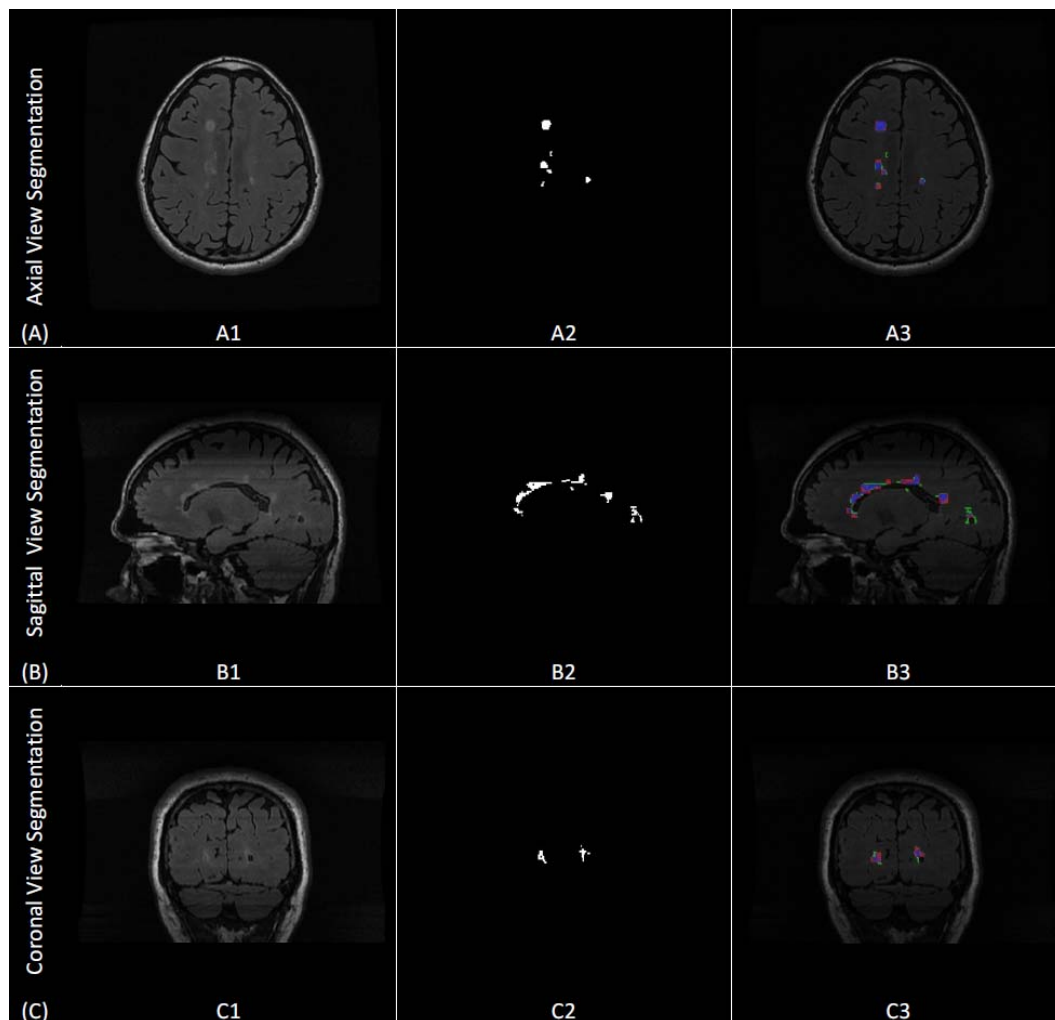 Axial View Segmentation
(A)
A1
A2
A3
Sagittal View Segmentation
(B)
B1
B2
B3
Coronal View Segmentation
(C)
C1
C2
C3